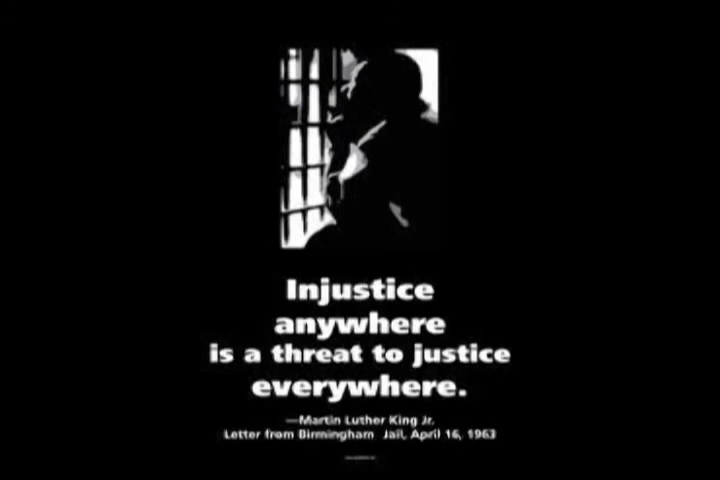 Injustice
anywhere
is a threat to justice
everywhere.
—Martin Luther King Jr.
Letter from Birmingham Jail, April 16, 1963